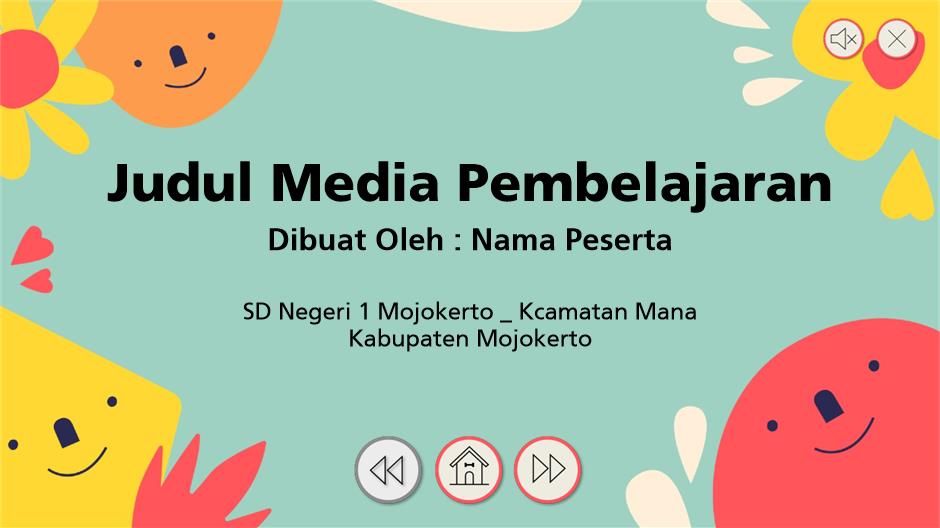 Judul Media Pembelajaran
Dibuat Oleh : Nama Peserta
SD Negeri 1 Mojokerto _ Kcamatan Mana
Kabupaten Mojokerto